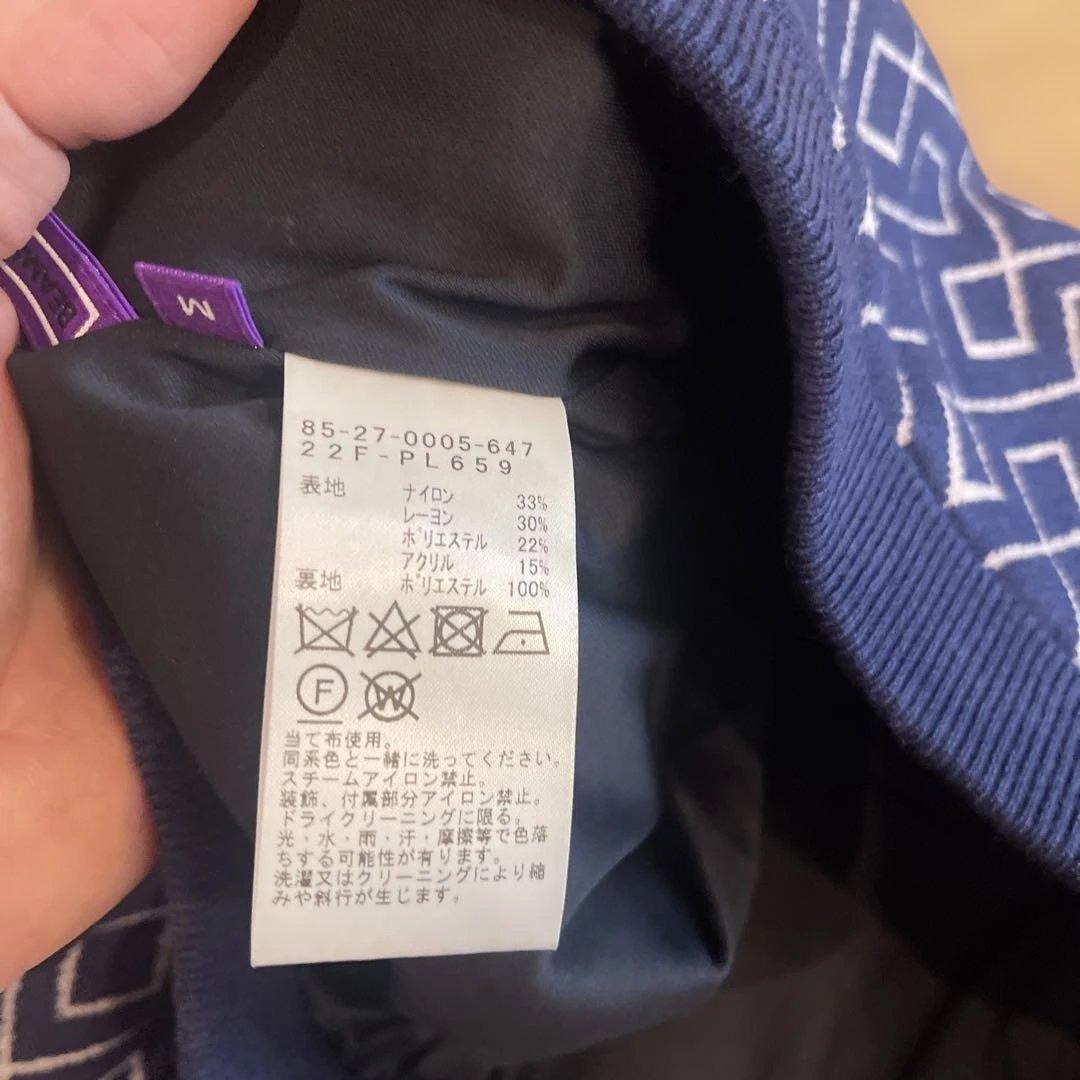 BEAM
M
85-27-0005-647
22F-PL659
表地 ナイロン 33%
レーヨン 30%
ポリエステル 22%
アクリル 15%
裏地 ポリエステル 100%
F W
当て布使用。
同系色と一緒に洗ってください。
スチームアイロン禁止。
装飾、付属部分アイロン禁止。
ドライクリーニングに限る。
光・水・雨・汗・摩擦等で色落
ちする可能性が有ります。
洗濯又はクリーニングにより縮
みや斜行が生じます。